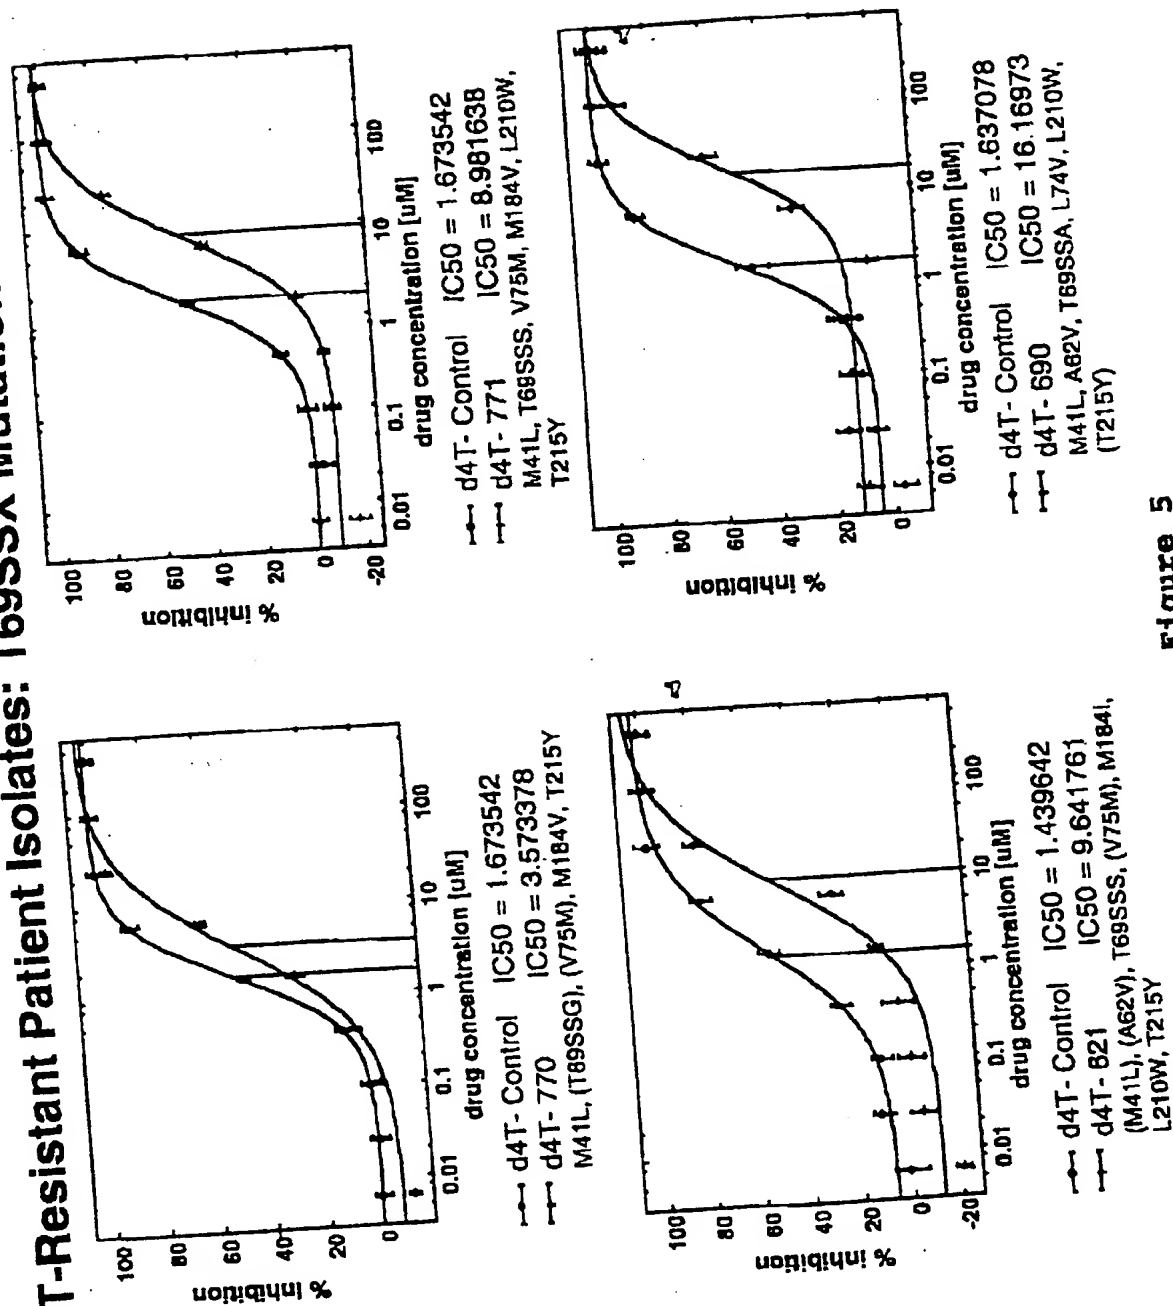 T-Resistant Patient Isolates: T69SSX Mutation
100
80
60
40
20
0
% inhibition
0.01 0.1 1 10 100
drug concentration [uM]
d4T- Control IC50 = 1.673542
d4T- 770 IC50 = 3.573378
M41L, (T69SSG), (V75M), M184V, T215Y
100
80
60
40
20
0
-20
% inhibition
0.01 0.1 1 10 100
drug concentration [uM]
d4T- Control IC50 = 1.673542
d4T- 771 IC50 = 8.981638
M41L, T69SSS, V75M, M184V, L210W,
T215Y
100
80
60
40
20
0
-20
% inhibition
0.01 0.1 1 10 100
drug concentration [uM]
d4T- Control IC50 = 1.439642
d4T- 821 IC50 = 9.641761
(M41L), (A62V), T69SSS, (V75M), M184I,
L210W, T215Y
100
80
60
40
20
0
% inhibition
0.01 0.1 1 10 100
drug concentration [uM]
d4T- Control IC50 = 1.637078
d4T- 690 IC50 = 16.16973
M41L, A62V, T69SSA, L74V, L210W,
(T215Y)
Figure 5